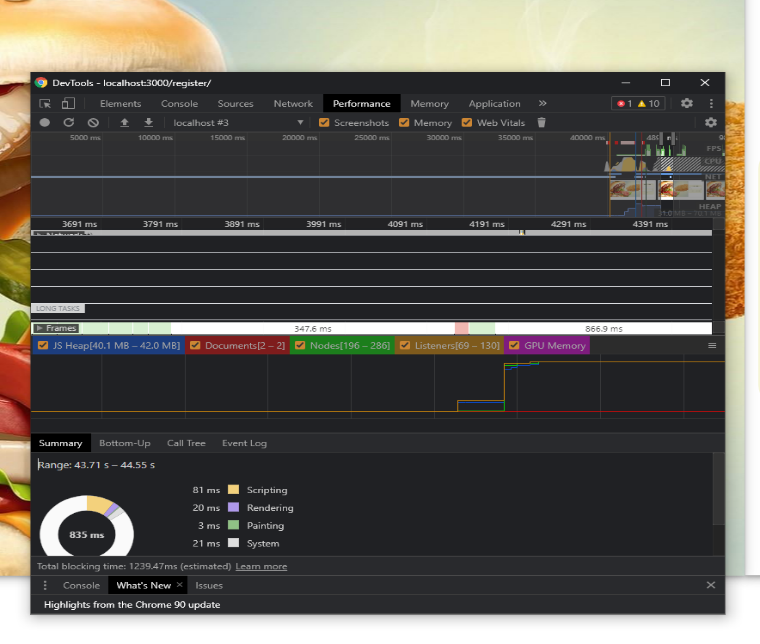 DevTools - localhost:3000/register/
Elements Console Sources Network Performance Memory Application » 1 10
localhost #3 Screenshots Memory Web Vitals
5000 ms 10000 ms 15000 ms 20000 ms 25000 ms 30000 ms 35000 ms 40000 ms
FPS
CPU
NET
HEAP
3691 ms 3791 ms 3891 ms 3991 ms 4091 ms 4191 ms 4291 ms 4391 ms
LONG TASKS
Frames 347.6 ms 866.9 ms
JS Heap[40.1 MB – 42.0 MB] Documents[2 – 2] Nodes[196 – 286] Listeners[69 – 130] GPU Memory
Summary Bottom-Up Call Tree Event Log
Range: 43.71 s – 44.55 s
81 ms Scripting
20 ms Rendering
835 ms
3 ms Painting
21 ms System
Total blocking time: 1239.47ms (estimated) Learn more
Console What's New × Issues
Highlights from the Chrome 90 update